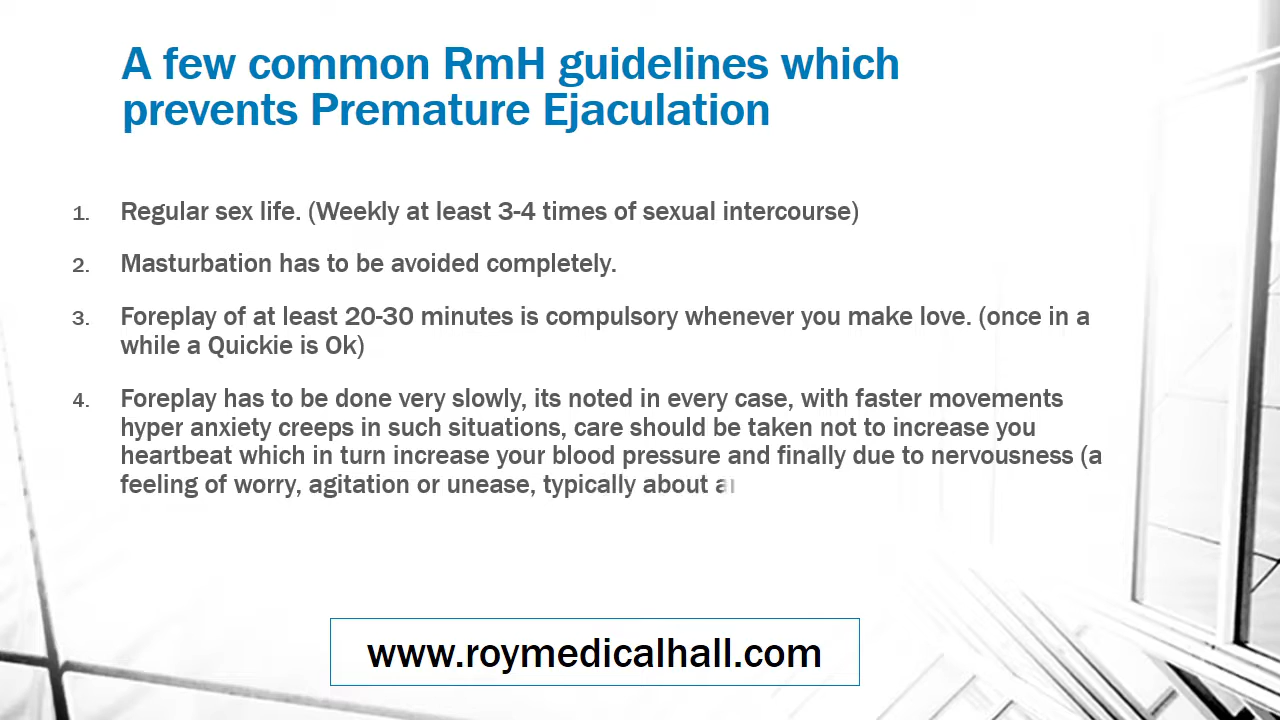 A few common RmH guidelines which
prevents Premature Ejaculation
1. Regular sex life. (Weekly at least 3-4 times of sexual intercourse)
2. Masturbation has to be avoided completely.
3. Foreplay of at least 20-30 minutes is compulsory whenever you make love. (once in a
while a Quickie is Ok)
4. Foreplay has to be done very slowly, its noted in every case, with faster movements
hyper anxiety creeps in such situations, care should be taken not to increase you
heartbeat which in turn increase your blood pressure and finally due to nervousness (a
feeling of worry, agitation or unease, typically about
www.roymedicalhall.com